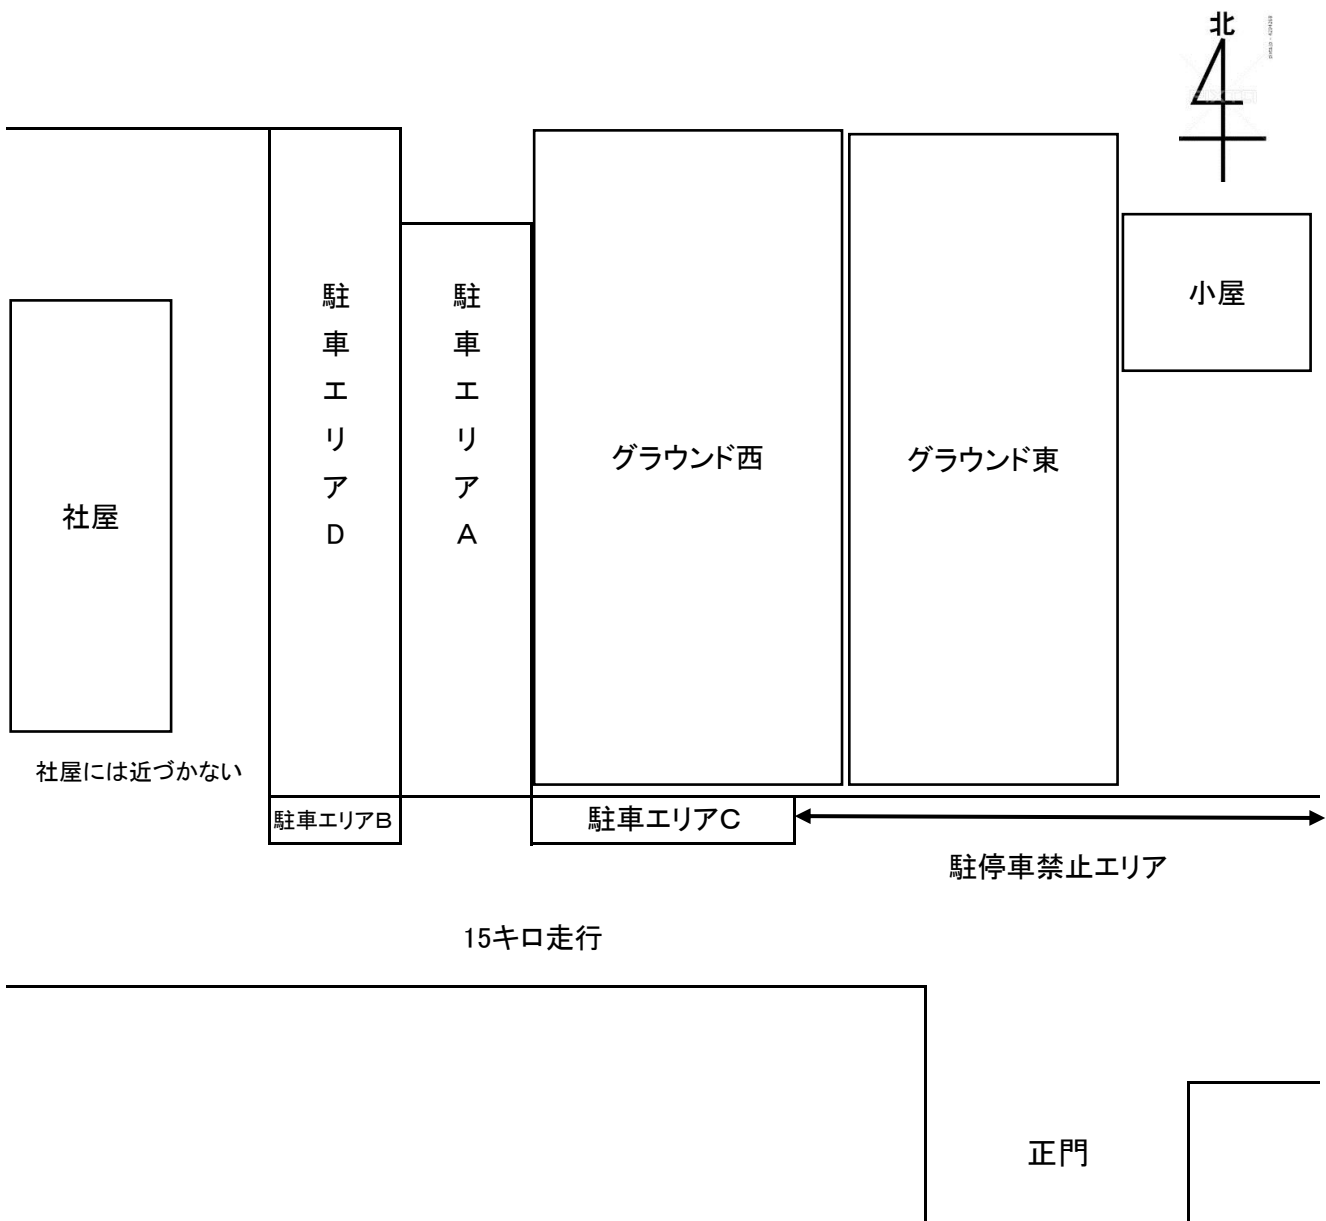 北
小屋
駐車エリアD
駐車エリアA
グラウンド西
グラウンド東
社屋
社屋には近づかない
駐車エリアB
駐車エリアC
駐停車禁止エリア
15キロ走行
正門